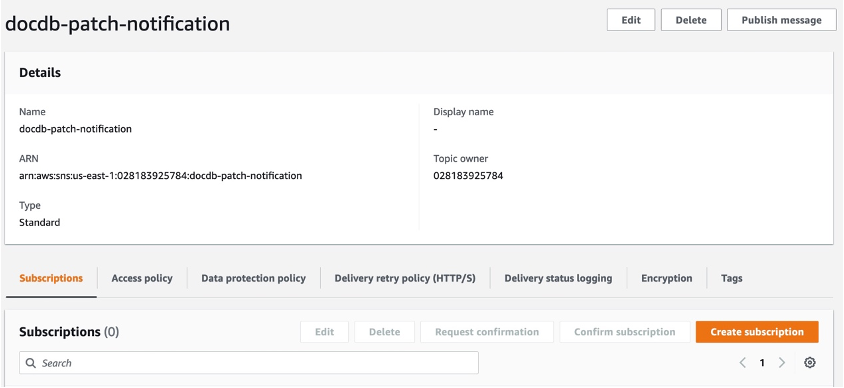 docdb-patch-notification
Edit Delete Publish message
Details
Name
docdb-patch-notification
Display name
-
ARN
arn:aws:sns:us-east-1:028183925784:docdb-patch-notification
Topic owner
028183925784
Type
Standard
Subscriptions Access policy Data protection policy Delivery retry policy (HTTP/S) Delivery status logging Encryption Tags
Subscriptions (0)
Edit Delete Request confirmation Confirm subscription Create subscription
Search
1